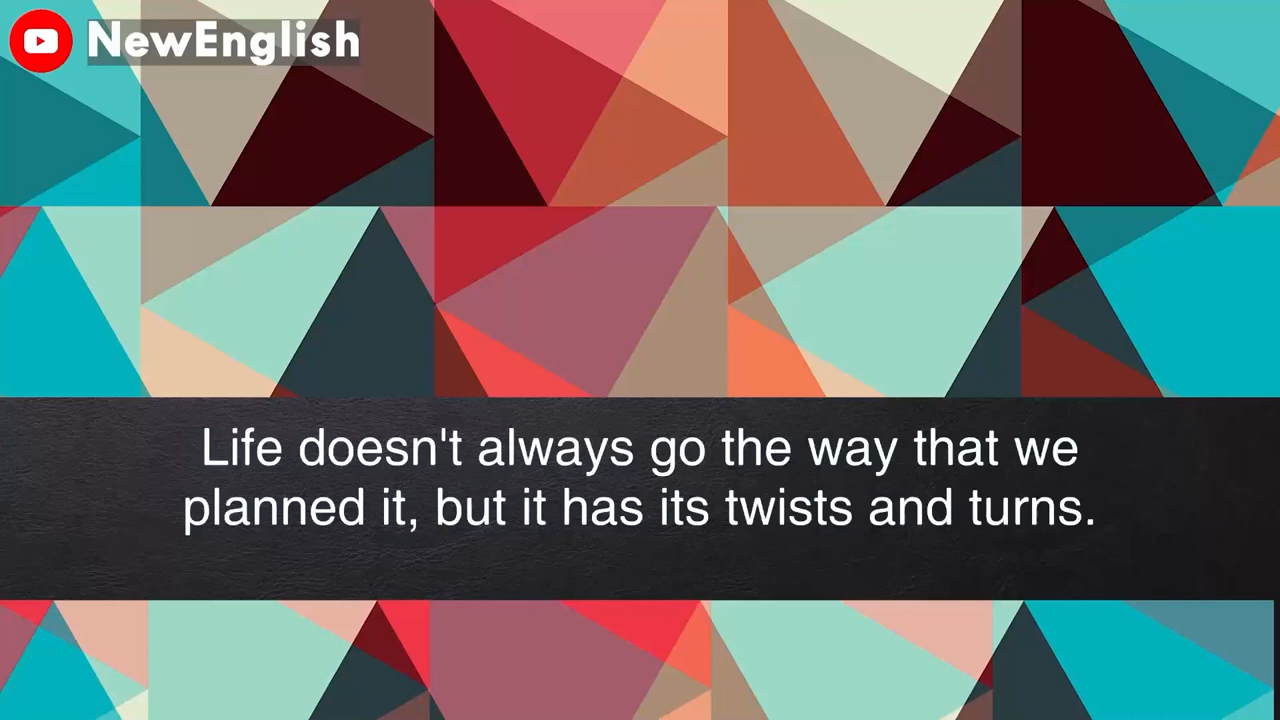 NewEnglish
Life doesn't always go the way that we
planned it, but it has its twists and turns.